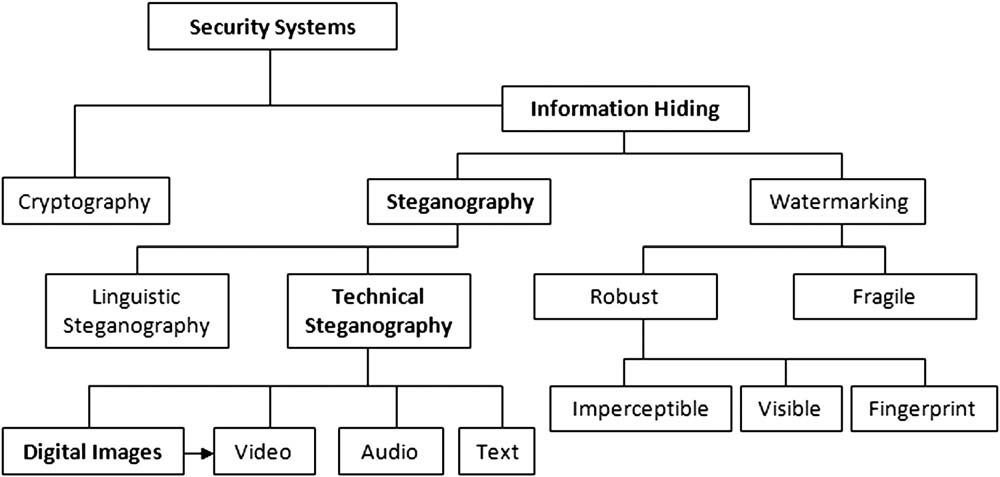 Security Systems
Information Hiding
Cryptography
Steganography
Watermarking
Linguistic
Steganography
Technical
Steganography
Robust
Fragile
Imperceptible
Visible
Fingerprint
Digital Images
Video
Audio
Text